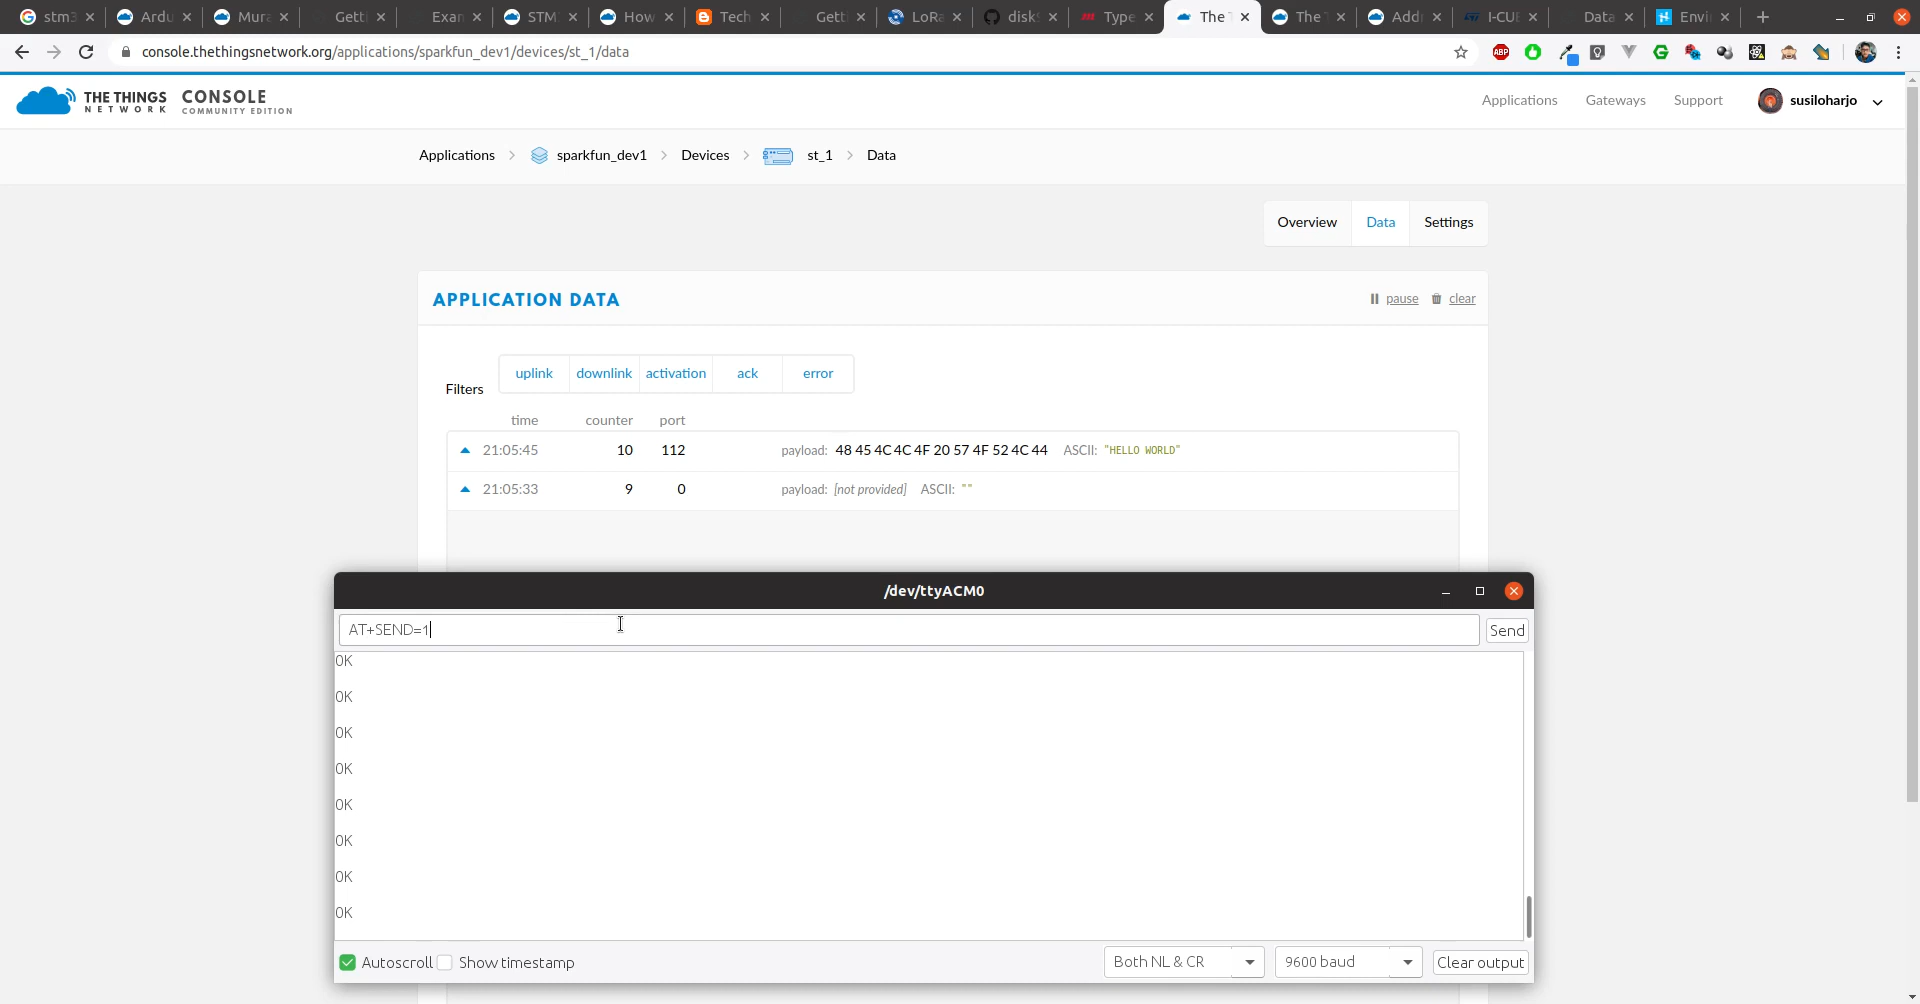 stm3 Ardu Mura Getti Exan STM How Tech Getti LoRa disk Type The The Addr I-CUE Data Envi
console.thethingsnetwork.org/applications/sparkfun_dev1/devices/st_1/data
ABP
THE THINGS NETWORK CONSOLE COMMUNITY EDITION
Applications Gateways Support susiloharjo
Applications > sparkfun_dev1 > Devices > st_1 > Data
Overview Data Settings
APPLICATION DATA pause clear
Filters uplink downlink activation ack error
time counter port
21:05:45 10 112 payload: 48 45 4C 4C 4F 20 57 4F 52 4C 44 ASCII: "HELLO WORLD"
21:05:33 9 0 payload: [not provided] ASCII: ""
/dev/ttyACM0
AT+SEND=1 Send
OK
OK
OK
OK
OK
OK
OK
OK
Autoscroll Show timestamp Both NL & CR 9600 baud Clear output